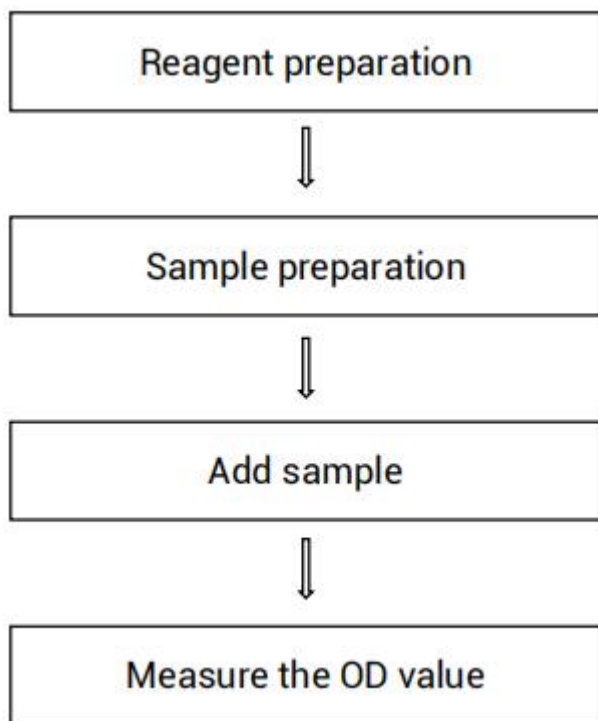 Reagent preparation
Sample preparation
Add sample
Measure the OD value